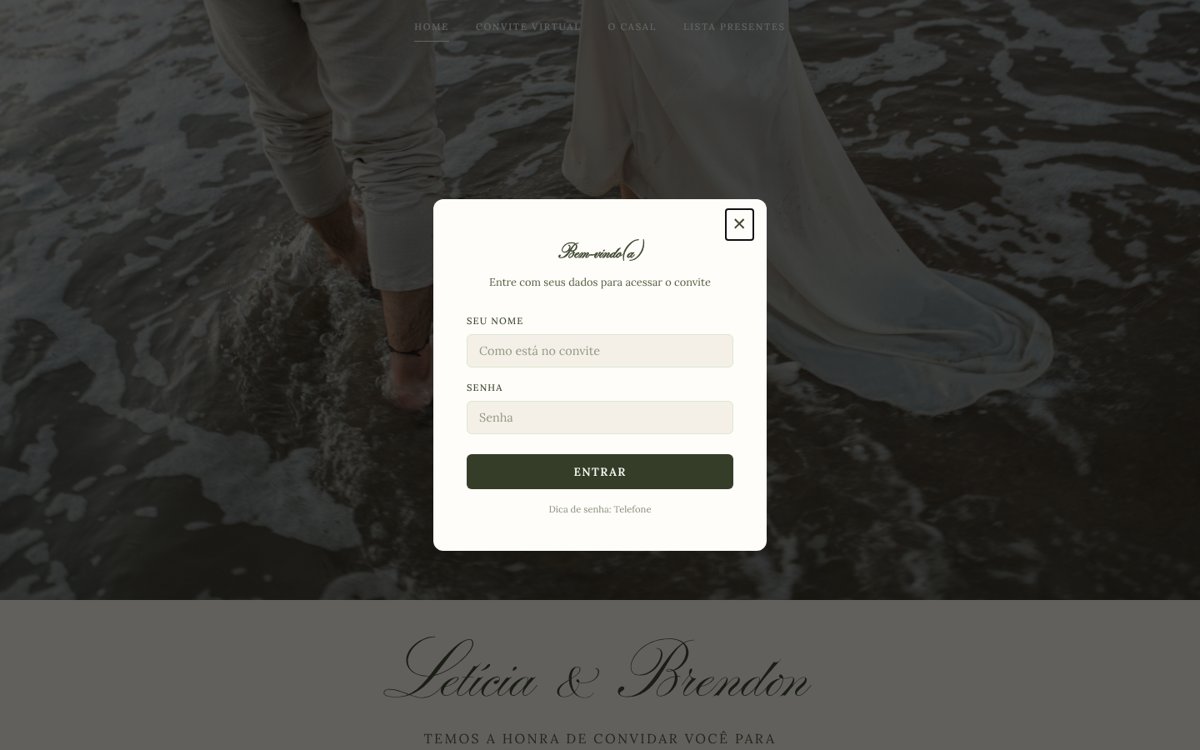 HOME CONVITE VIRTUAL O CASAL LISTA PRESENTES
×
Bem-vindo(a)
Entre com seus dados para acessar o convite
SEU NOME
Como está no convite
SENHA
Senha
ENTRAR
Dica de senha: Telefone
Letícia & Brendon
TEMOS A HONRA DE CONVIDAR VOCÊ PARA